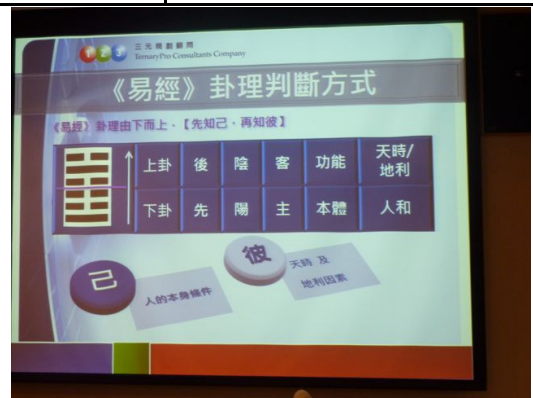 1 2 3 三元規劃顧問
TernaryPro Consultants Company
《易經》卦理判斷方式
《易經》卦理由下而上。【先知己、再知彼】
上卦 後 陰 客 功能 天時/地利
下卦 先 陽 主 本體 人和
彼 天時 及
地利因素
己 人的本身條件